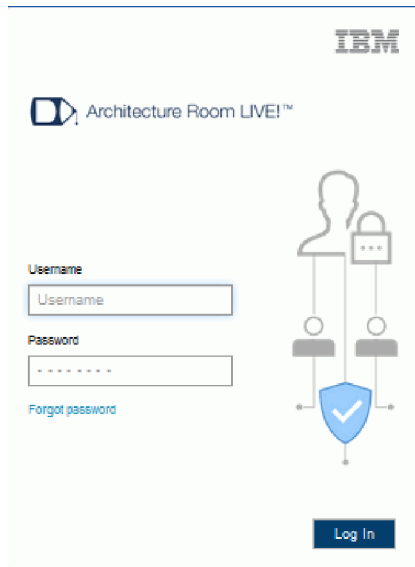 IBM
Architecture Room LIVE!™
Username
Username
Password
- - - - - - - -
Forgot password
Log In